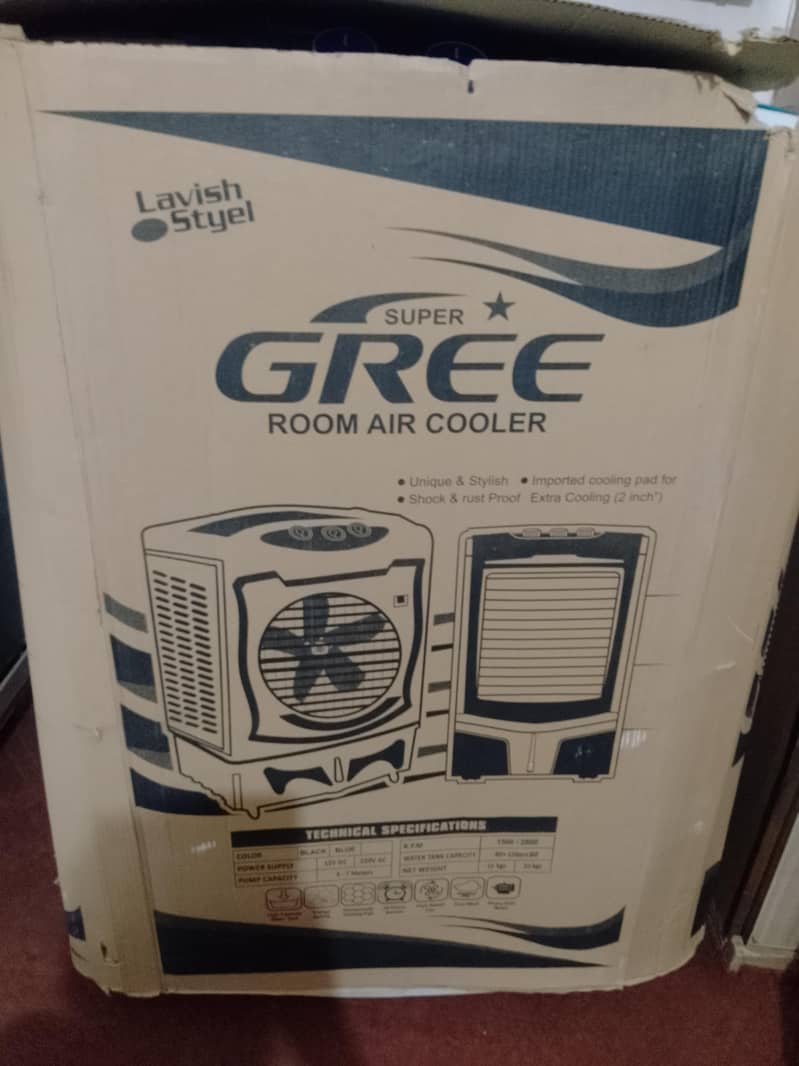 Lavish
Styel
SUPER
GREE
ROOM AIR COOLER
Unique & Stylish
Imported cooling pad for
Shock & rust Proof
Extra Cooling (2 inch")
TECHNICAL SPECIFICATIONS
COLOR BLACK BLUE
POWER SUPPLY 12V DC 220V AC
PUMP CAPACITY
R.P.M
WATER TANK CAPACITY
NET WEIGHT